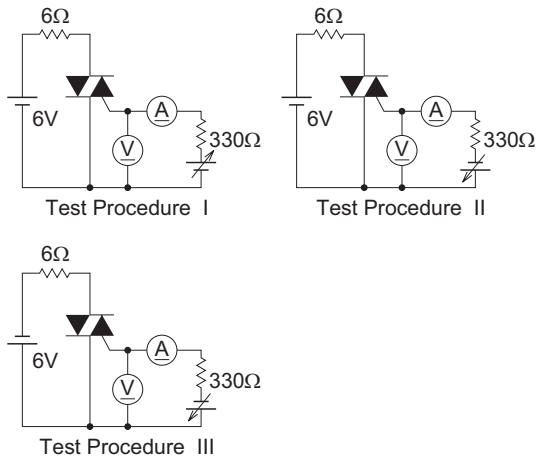 6Ω
6V
A
V
330Ω
Test Procedure I
6Ω
6V
A
V
330Ω
Test Procedure II
6Ω
6V
A
V
330Ω
Test Procedure III